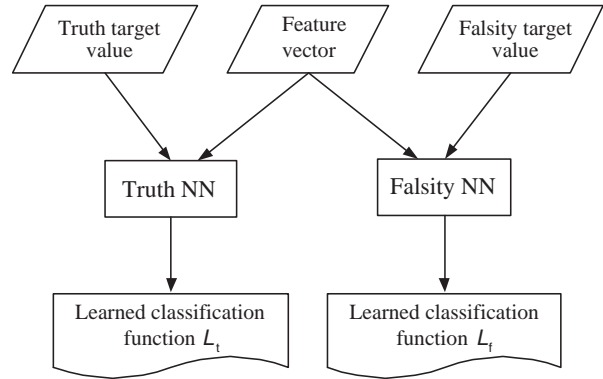 Truth target
value
Feature
vector
Falsity target
value
Truth NN
Falsity NN
Learned classification
function Lt
Learned classification
function Lf